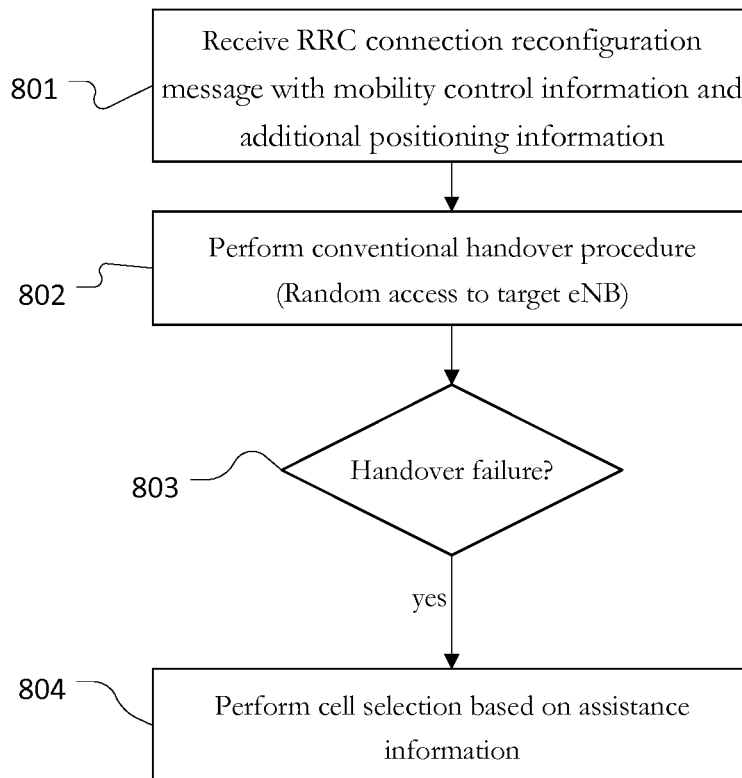 Receive RRC connection reconfiguration
801
message with mobility control information and
additional positioning information
Perform conventional handover procedure
802
(Random access to target eNB)
Handover failure?
803
yes
804
Perform cell selection based on assistance
information